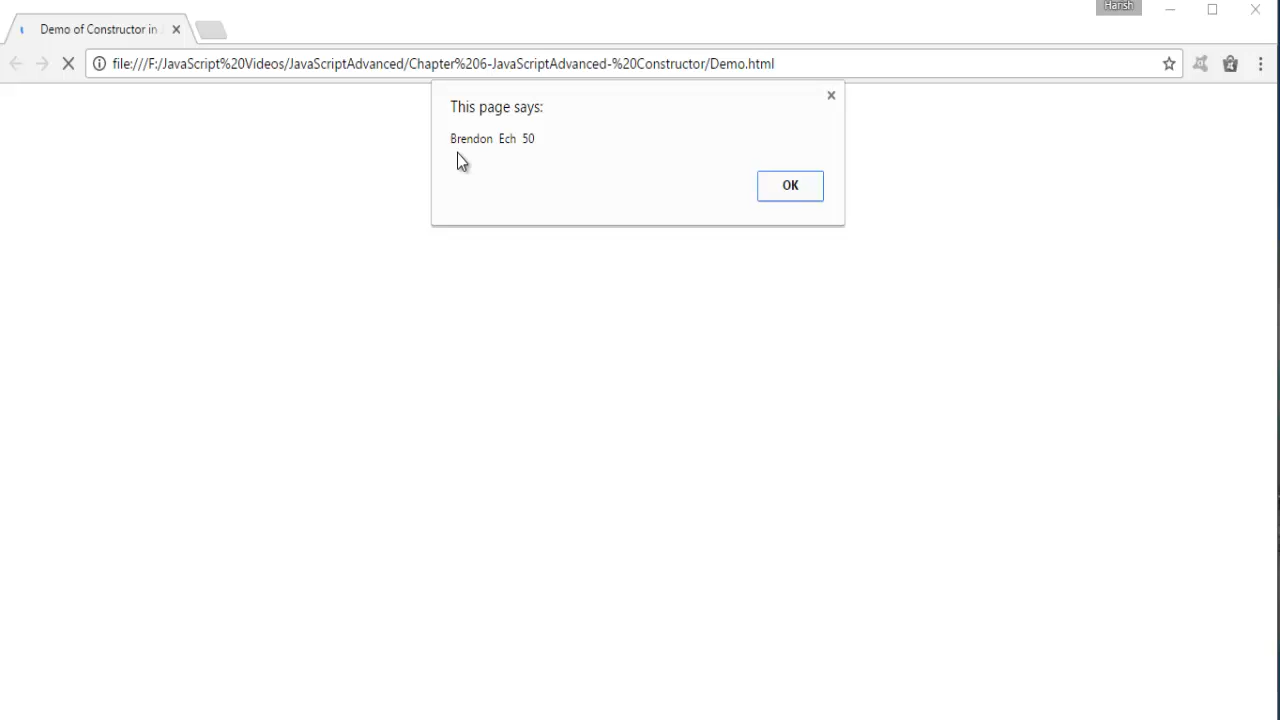 Harish
Demo of Constructor in
file:///F:/JavaScript%20Videos/JavaScriptAdvanced/Chapter%206-JavaScriptAdvanced-%20Constructor/Demo.html
This page says:
Brendon Ech 50
OK